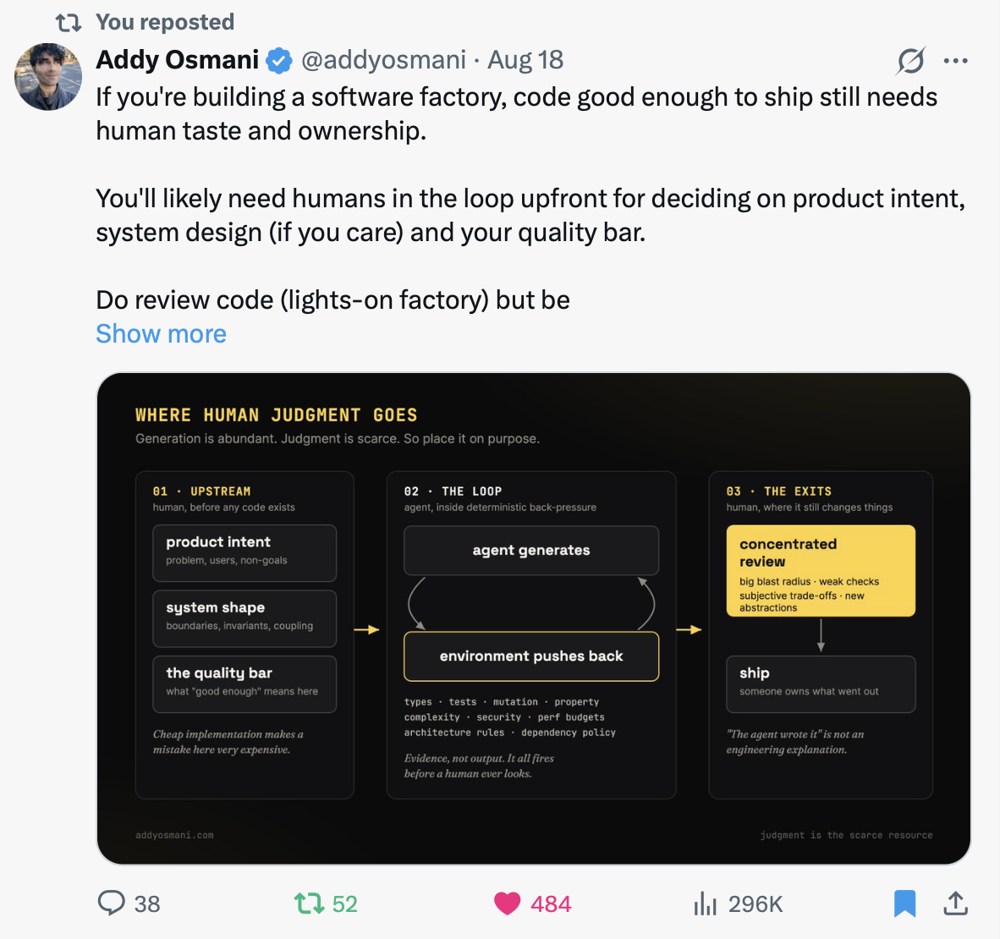 You reposted
Addy Osmani @addyosmani · Aug 18
If you're building a software factory, code good enough to ship still needs
human taste and ownership.
You'll likely need humans in the loop upfront for deciding on product intent,
system design (if you care) and your quality bar.
Do review code (lights-on factory) but be
Show more
WHERE HUMAN JUDGMENT GOES
Generation is abundant. Judgment is scarce. So place it on purpose.
01 · UPSTREAM
human, before any code exists
product intent
problem, users, non-goals
system shape
boundaries, invariants, coupling
the quality bar
what "good enough" means here
Cheap implementation makes a
mistake here very expensive.
02 · THE LOOP
agent, inside deterministic back-pressure
agent generates
environment pushes back
types · tests · mutation · property
complexity · security · perf budgets
architecture rules · dependency policy
Evidence, not output. It all fires
before a human ever looks.
03 · THE EXITS
human, where it still changes things
concentrated
review
big blast radius · weak checks
subjective trade-offs · new
abstractions
ship
someone owns what went out
"The agent wrote it" is not an
engineering explanation.
addyosmani.com
judgment is the scarce resource
38
52
484
296K